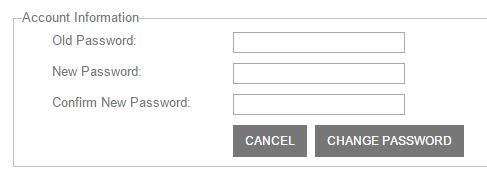 Account Information
Old Password:
New Password:
Confirm New Password:
CANCEL CHANGE PASSWORD